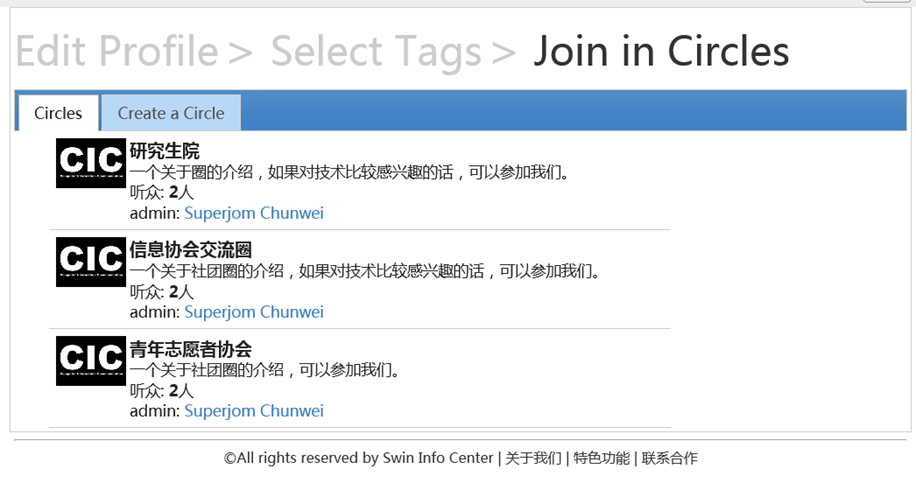 Edit Profile > Select Tags > Join in Circles
Circles Create a Circle
CIC
研究生院
一个关于圈的介绍，如果对技术比较感兴趣的话，可以参加我们。
听众: 2人
admin: Superjom Chunwei
CIC
信息协会交流圈
一个关于社团圈的介绍，如果对技术比较感兴趣的话，可以参加我们。
听众: 2人
admin: Superjom Chunwei
CIC
青年志愿者协会
一个关于社团圈的介绍，可以参加我们。
听众: 2人
admin: Superjom Chunwei
©All rights reserved by Swin Info Center | 关于我们 | 特色功能 | 联系合作